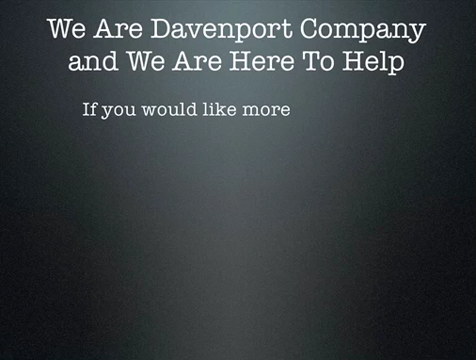 We Are Davenport Company
and We Are Here To Help
If you would like more